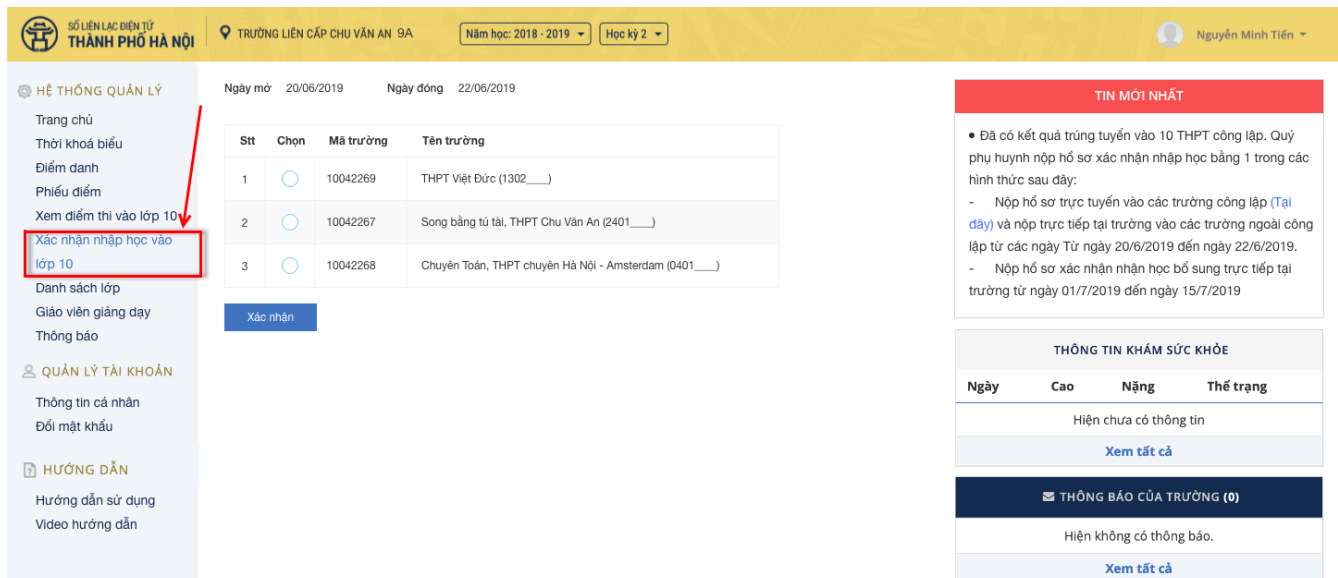 SỔ LIÊN LẠC ĐIỆN TỬ
THÀNH PHỐ HÀ NỘI
TRƯỜNG LIÊN CẤP CHU VĂN AN 9A
Năm học: 2018 - 2019
Học kỳ 2
Nguyễn Minh Tiến
HỆ THỐNG QUẢN LÝ
Trang chủ
Thời khoá biểu
Điểm danh
Phiếu điểm
Xem điểm thi vào lớp 10
Xác nhận nhập học vào
lớp 10
Danh sách lớp
Giáo viên giảng dạy
Thông báo
QUẢN LÝ TÀI KHOẢN
Thông tin cá nhân
Đổi mật khẩu
HƯỚNG DẪN
Hướng dẫn sử dụng
Video hướng dẫn
Ngày mở 20/06/2019 Ngày đóng 22/06/2019
Stt Chọn Mã trường Tên trường
1 10042269 THPT Việt Đức (1302____)
2 10042267 Song bằng tú tài, THPT Chu Văn An (2401____)
3 10042268 Chuyên Toán, THPT chuyên Hà Nội - Amsterdam (0401____)
Xác nhận
TIN MỚI NHẤT
• Đã có kết quả trúng tuyển vào 10 THPT công lập. Quý
phụ huynh nộp hồ sơ xác nhận nhập học bằng 1 trong các
hình thức sau đây:
- Nộp hồ sơ trực tuyến vào các trường công lập (Tại
đây) và nộp trực tiếp tại trường vào các trường ngoài công
lập từ các ngày Từ ngày 20/6/2019 đến ngày 22/6/2019.
- Nộp hồ sơ xác nhận nhận học bổ sung trực tiếp tại
trường từ ngày 01/7/2019 đến ngày 15/7/2019
THÔNG TIN KHÁM SỨC KHỎE
Ngày Cao Nặng Thể trạng
Hiện chưa có thông tin
Xem tất cả
THÔNG BÁO CỦA TRƯỜNG (0)
Hiện không có thông báo.
Xem tất cả